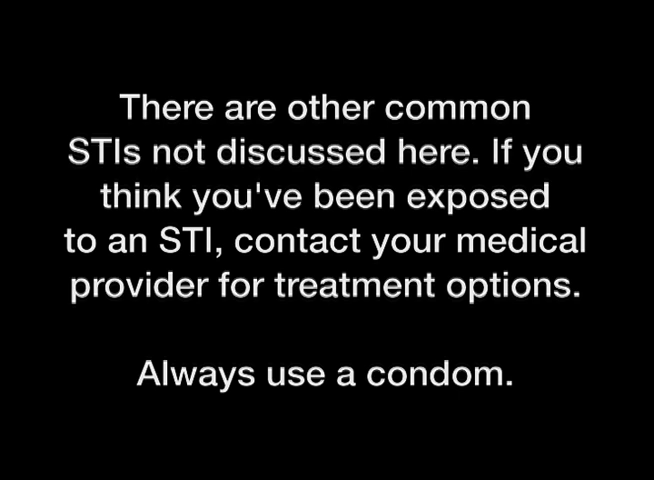 There are other common
STIs not discussed here. If you
think you've been exposed
to an STI, contact your medical
provider for treatment options.
Always use a condom.